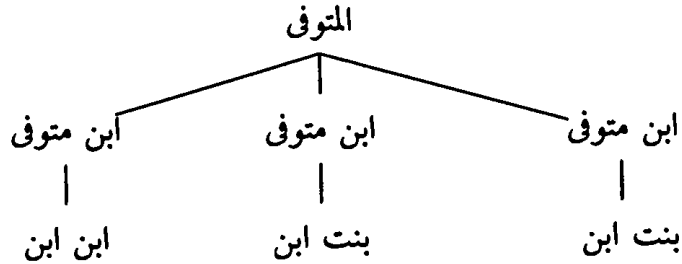 المتوفى
ابن متوفى ابن متوفى ابن متوفى
بنت ابن بنت ابن ابن ابن